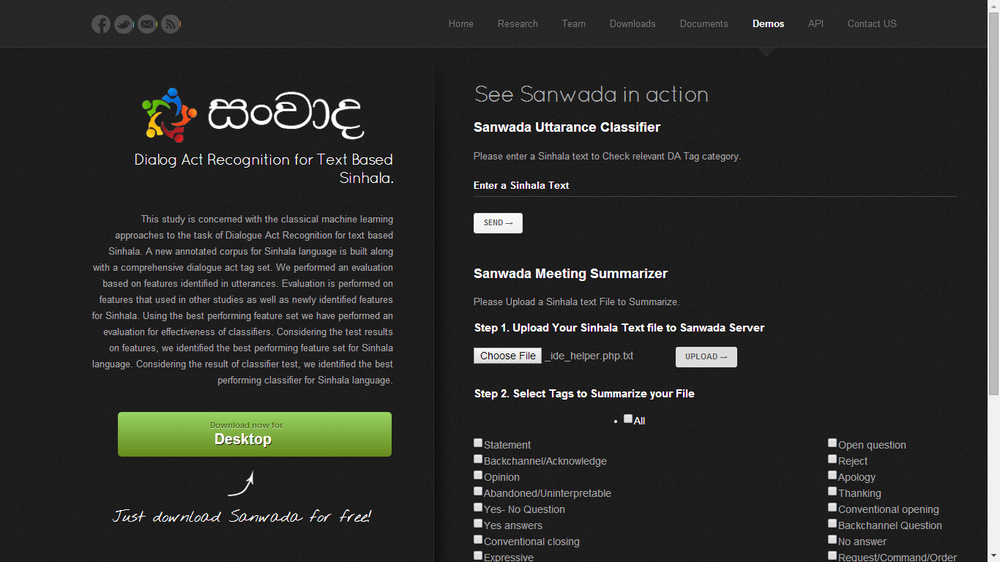 Home Research Team Downloads Documents Demos API Contact US
සංවාද
Dialog Act Recognition for Text Based
Sinhala.
This study is concerned with the classical machine learning
approaches to the task of Dialogue Act Recognition for text based
Sinhala. A new annotated corpus for Sinhala language is built along
with a comprehensive dialogue act tag set. We performed an evaluation
based on features identified in utterances. Evaluation is performed on
features that used in other studies as well as newly identified features
for Sinhala. Using the best performing feature set we have performed an
evaluation for effectiveness of classifiers. Considering the test results
on features, we identified the best performing feature set for Sinhala
language. Considering the result of classifier test, we identified the best
performing classifier for Sinhala language.
Download now for
Desktop
Just download Sanwada for free!
See Sanwada in action
Sanwada Uttarance Classifier
Please enter a Sinhala text to Check relevant DA Tag category.
Enter a Sinhala Text
SEND →
Sanwada Meeting Summarizer
Please Upload a Sinhala text File to Summarize.
Step 1. Upload Your Sinhala Text file to Sanwada Server
Choose File _ide_helper.php.txt UPLOAD →
Step 2. Select Tags to Summarize your File
• All
Statement Open question
Backchannel/Acknowledge Reject
Opinion Apology
Abandoned/Uninterpretable Thanking
Yes- No Question Conventional opening
Yes answers Backchannel Question
Conventional closing No answer
Expressive Request/Command/Order